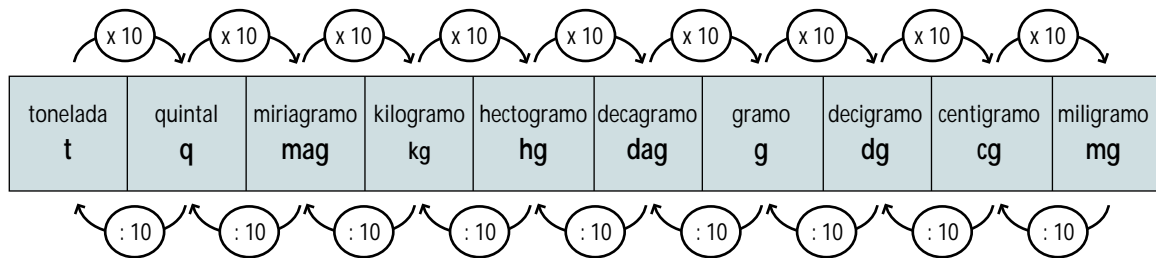 x 10 x 10 x 10 x 10 x 10 x 10 x 10 x 10 x 10
tonelada quintal miriagramo kilogramo hectogramo decagramo gramo decigramo centigramo miligramo
t q mag kg hg dag g dg cg mg
: 10 : 10 : 10 : 10 : 10 : 10 : 10 : 10 : 10